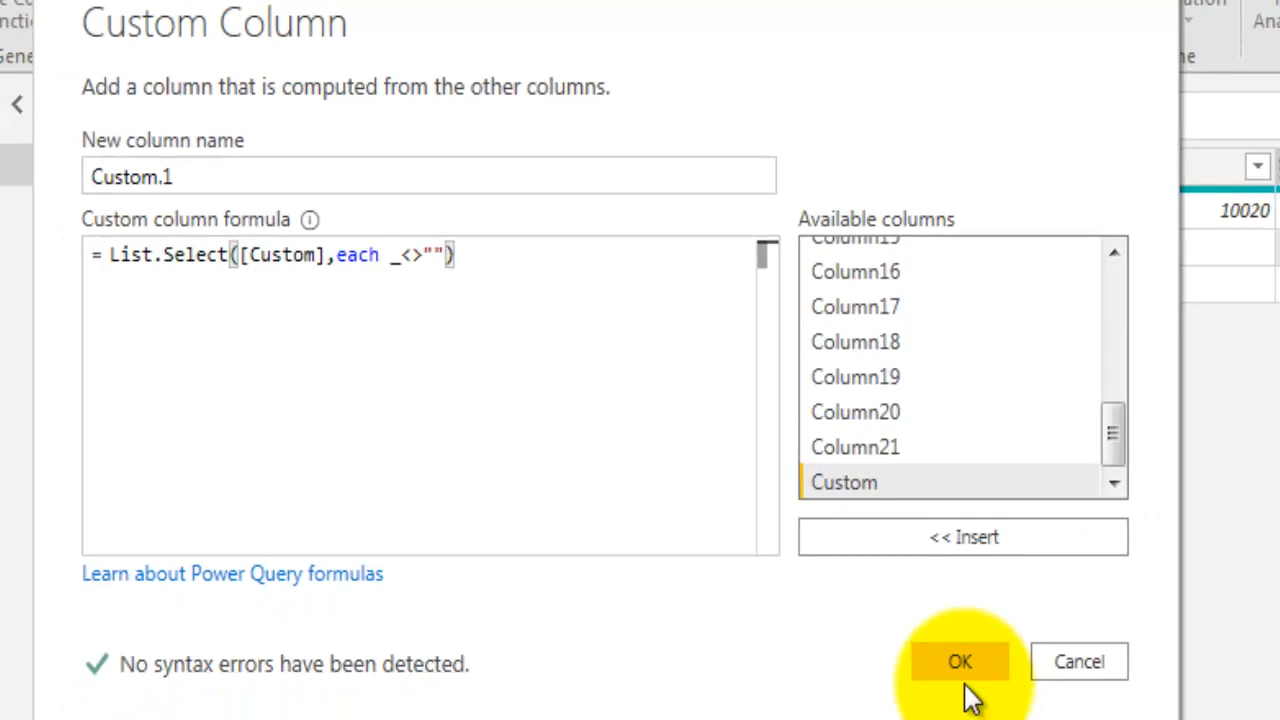 Custom Column
Add a column that is computed from the other columns.
New column name
Custom.1
Custom column formula
Available columns
= List.Select([Custom],each _<>"")
Column15
Column16
Column17
Column18
Column19
Column20
Column21
Custom
<< Insert
Learn about Power Query formulas
No syntax errors have been detected.
OK
Cancel
10020